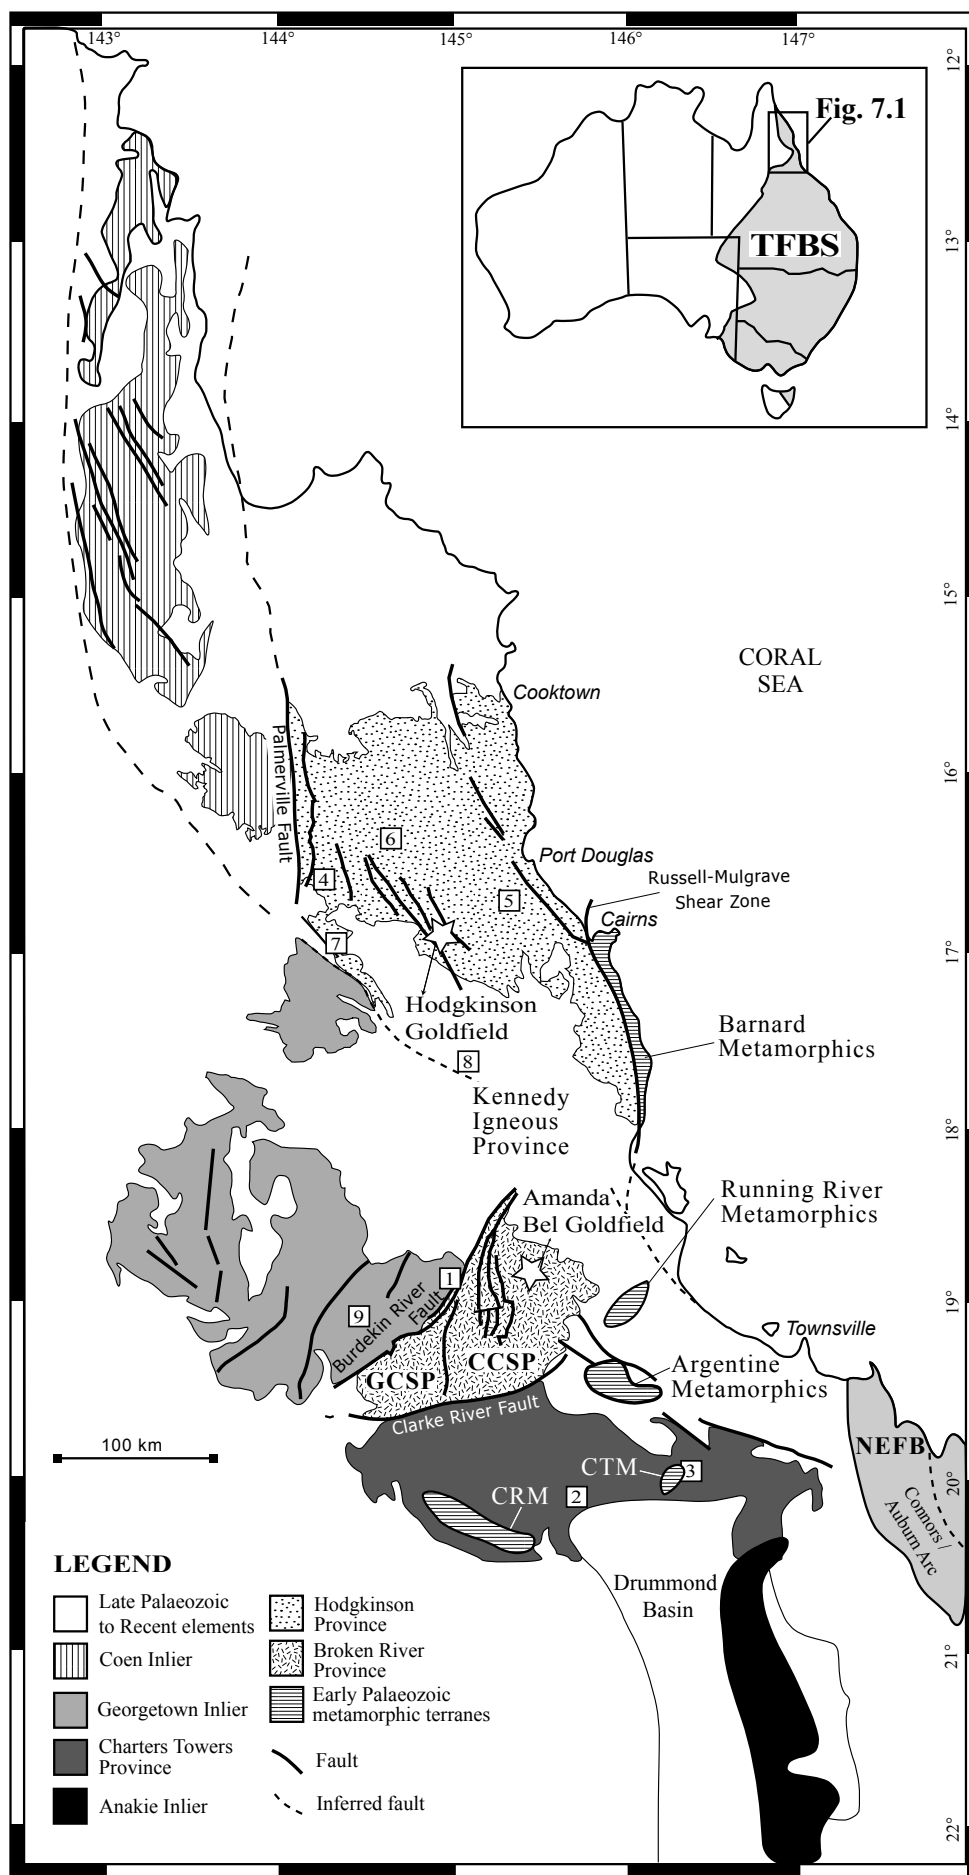 143°
144°
145°
146°
147°
12°
13°
14°
15°
16°
17°
18°
19°
20°
21°
22°
Fig. 7.1
TFBS
CORAL
SEA
Cooktown
Palmerville Fault
6
4
5
7
Port Douglas
Russell-Mulgrave
Shear Zone
Cairns
Hodgkinson
Goldfield
8
Barnard
Metamorphics
Kennedy
Igneous
Province
Running River
Metamorphics
Amanda
Bel Goldfield
1
9
Burdekin River
Fault
GCSP
CCSP
Townsville
Argentine
Metamorphics
Clarke River Fault
100 km
NEFB
Connors /
Auburn Arc
CTM
3
CRM
2
Drummond
Basin
LEGEND
Late Palaeozoic
to Recent elements
Coen Inlier
Georgetown Inlier
Charters Towers
Province
Anakie Inlier
Hodgkinson
Province
Broken River
Province
Early Palaeozoic
metamorphic terranes
Fault
Inferred fault